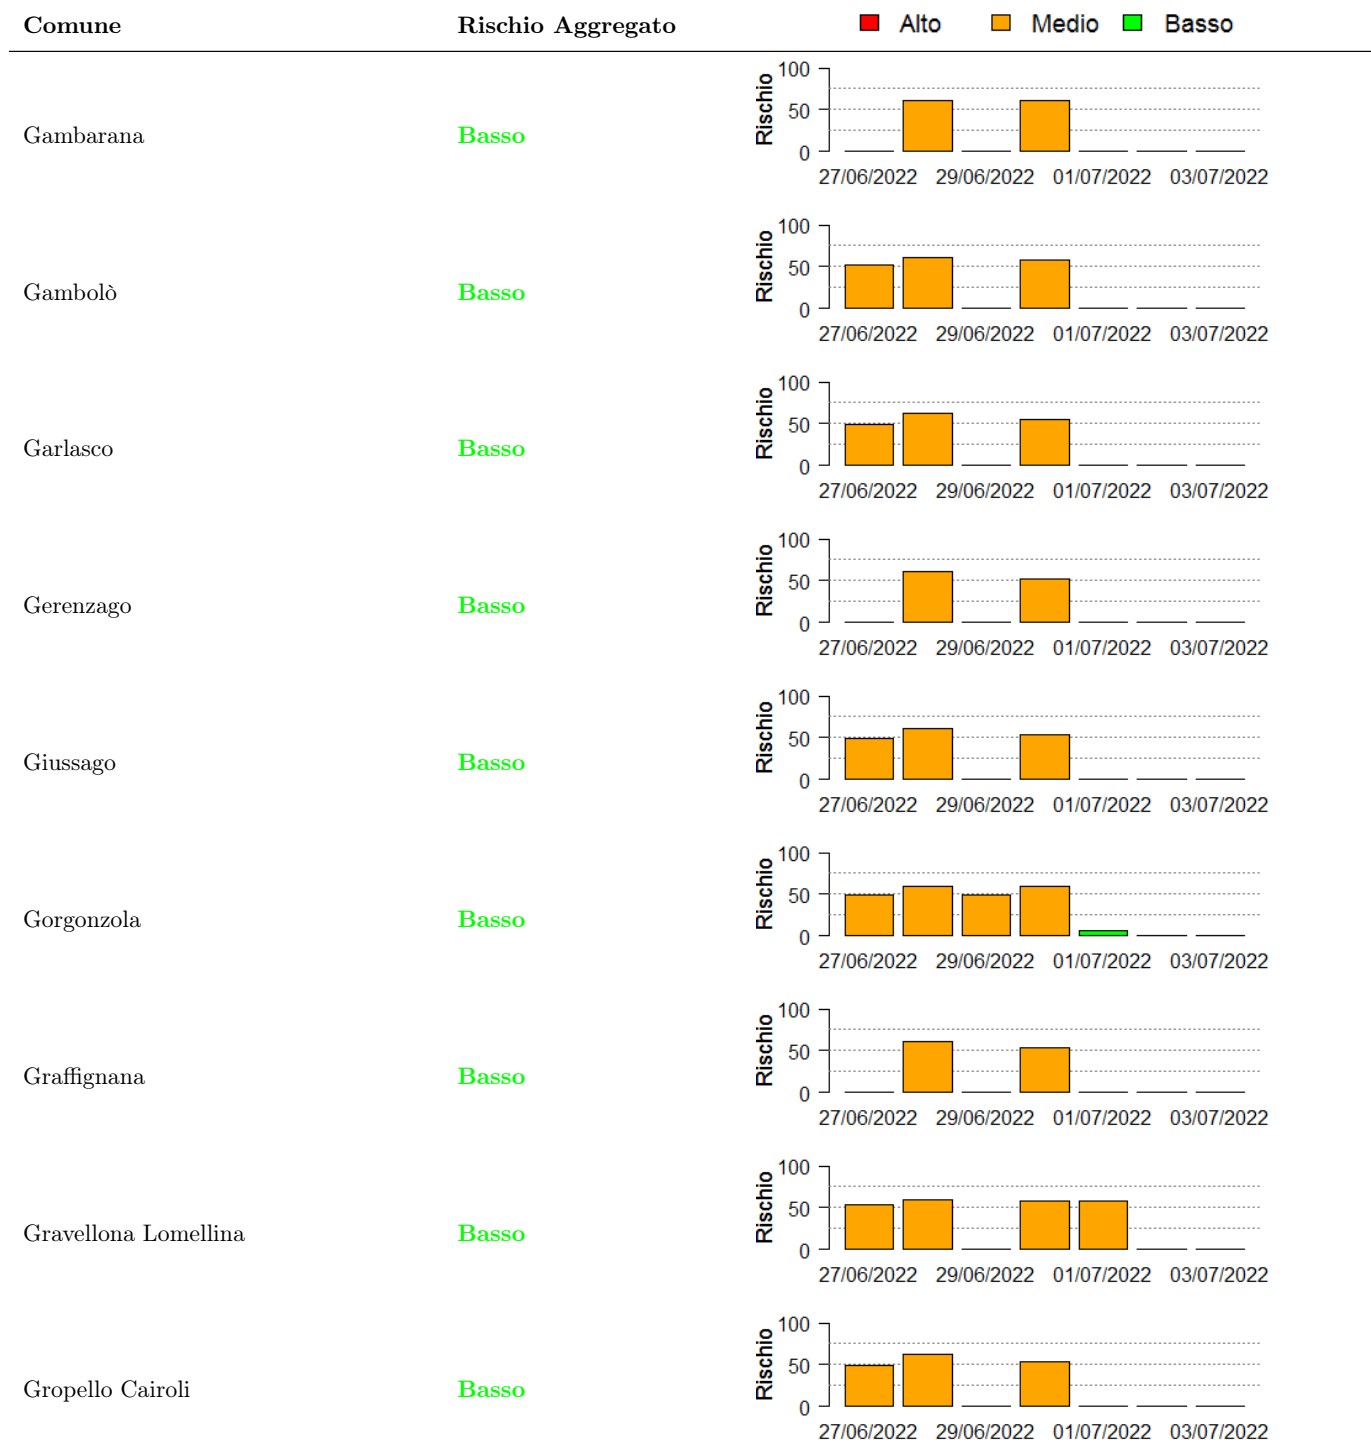 Comune Rischio Aggregato Alto Medio Basso
100
50
0
Rischio
Gambarana Basso
27/06/2022 29/06/2022 01/07/2022 03/07/2022
100
50
0
Rischio
Gambolò Basso
27/06/2022 29/06/2022 01/07/2022 03/07/2022
100
50
0
Rischio
Garlasco Basso
27/06/2022 29/06/2022 01/07/2022 03/07/2022
100
50
0
Rischio
Gerenzago Basso
27/06/2022 29/06/2022 01/07/2022 03/07/2022
100
50
0
Rischio
Giussago Basso
27/06/2022 29/06/2022 01/07/2022 03/07/2022
100
50
0
Rischio
Gorgonzola Basso
27/06/2022 29/06/2022 01/07/2022 03/07/2022
100
50
0
Rischio
Graffignana Basso
27/06/2022 29/06/2022 01/07/2022 03/07/2022
100
50
0
Rischio
Gravellona Lomellina Basso
27/06/2022 29/06/2022 01/07/2022 03/07/2022
100
50
0
Rischio
Gropello Cairoli Basso
27/06/2022 29/06/2022 01/07/2022 03/07/2022